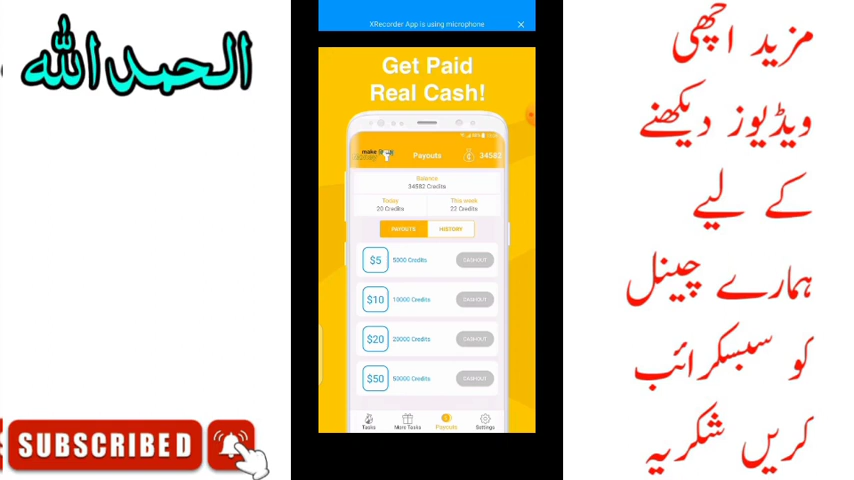 الحمداللہ
XRecorder App is using microphone
Get Paid
Real Cash!
make
money
Payouts
34582
Balance
34582 Credits
Today
20 Credits
This week
22 Credits
PAYOUTS
HISTORY
$5
5000 Credits
CASHOUT
$10
10000 Credits
CASHOUT
$20
20000 Credits
CASHOUT
$50
50000 Credits
CASHOUT
Tasks
More Tasks
Payouts
Settings
مزید اچھی
ویڈیوز دیکھنے
کے لیے
ہمارے چینل
کو سبسکرائب
کریں شکریہ
SUBSCRIBED